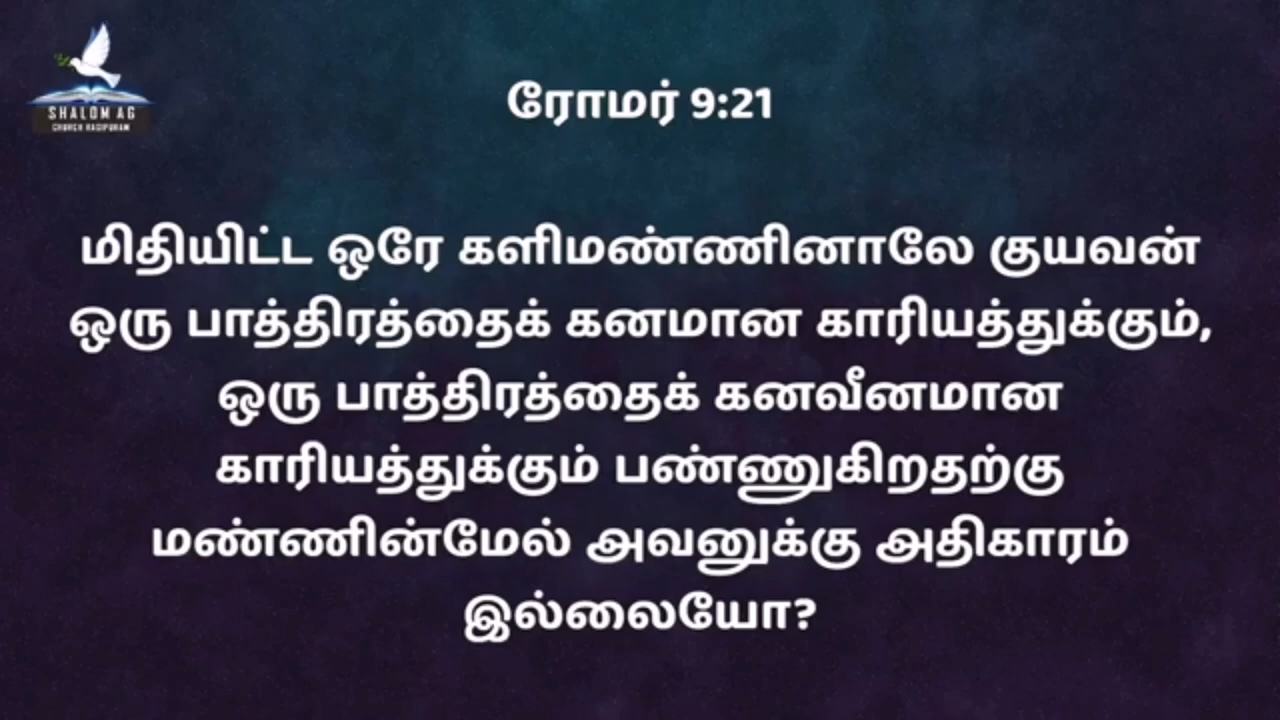 SHALOM AG
CHURCH RASIPURAM
ரோமர் 9:21
மிதியிட்ட ஒரே களிமண்ணினாலே குயவன்
ஒரு பாத்திரத்தைக் கனமான காரியத்துக்கும்,
ஒரு பாத்திரத்தைக் கனவீனமான
காரியத்துக்கும் பண்ணுகிறதற்கு
மண்ணின்மேல் அவனுக்கு அதிகாரம்
இல்லையோ?